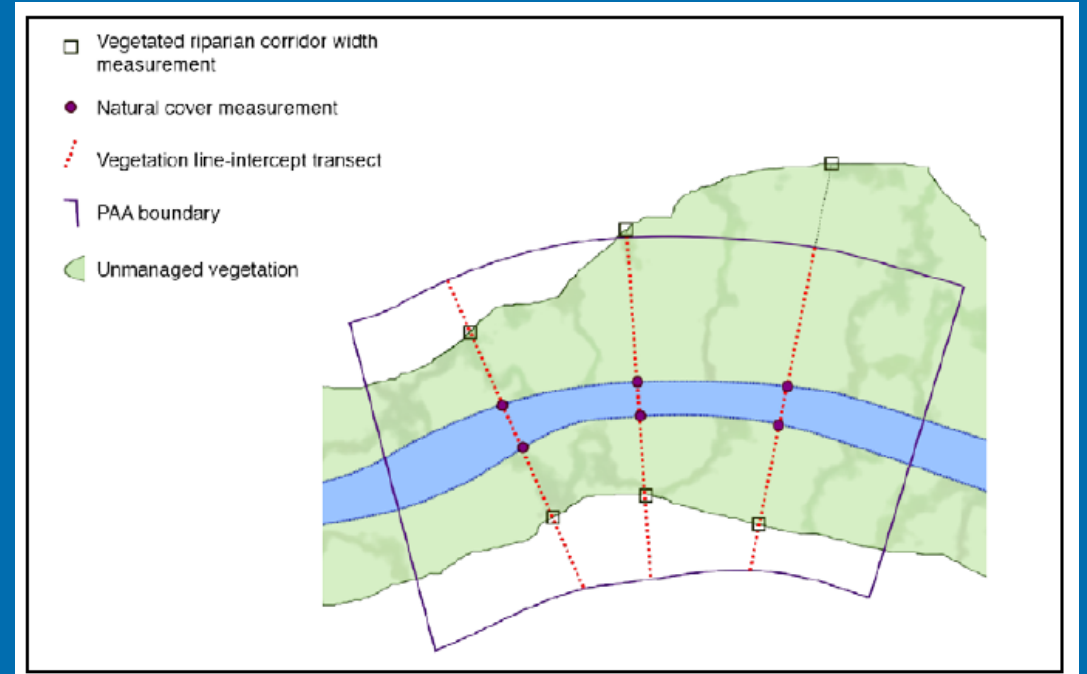 Vegetated riparian corridor width
measurement
Natural cover measurement
Vegetation line-intercept transect
PAA boundary
Unmanaged vegetation